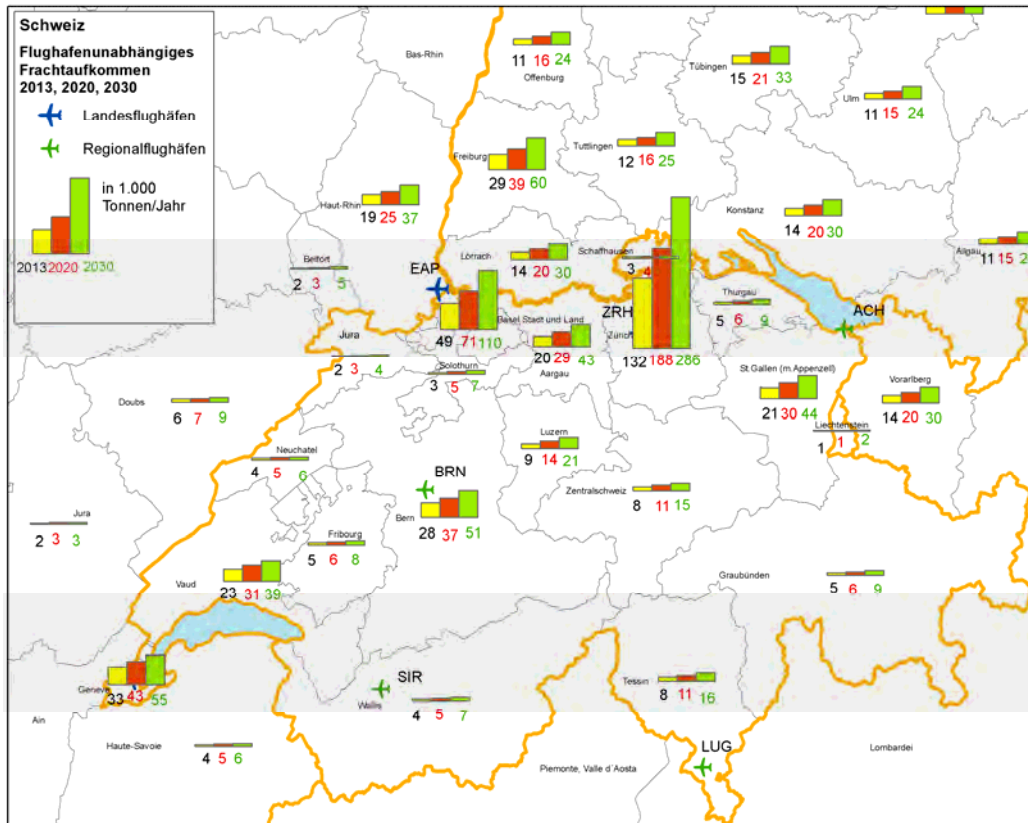 Schweiz
Flughafenunabhängiges
Frachtaufkommen
2013, 2020, 2030
Landesflughäfen
Regionalflughäfen
in 1.000
Tonnen/Jahr
2013 2020 2030
Bas-Rhin
11 16 24
Offenburg
Tübingen
15 21 33
Ulm
11 15 24
Freiburg
29 39 60
Tuttlingen
12 16 25
Haut-Rhin
19 25 37
Konstanz
14 20 30
Allgäu
11 15
Belfort
2 3 5
EAP
Lörrach
14 20 30
Schaffhausen
3 4
ZRH
Zürich
132 188 286
Thurgau
5 6 9
ACH
49 71 110
Basel Stadt und Land
20 29 43
Aargau
Jura
2 3 4
Solothurn
3 5 7
Doubs
6 7 9
St.Gallen (m.Appenzell)
21 30 44
Vorarlberg
14 20 30
Liechtenstein
1 1 2
Neuchatel
4 5 6
Luzern
9 14 21
BRN
Bern
28 37 51
Zentralschweiz
8 11 15
Jura
2 3 3
Fribourg
5 6 8
Vaud
23 31 39
Graubünden
5 6 9
Genève
33 43 55
SIR
Wallis
4 5 7
Tessin
8 11 16
Ain
Haute-Savoie
4 5 6
LUG
Piemonte, Valle d´Aosta
Lombardei